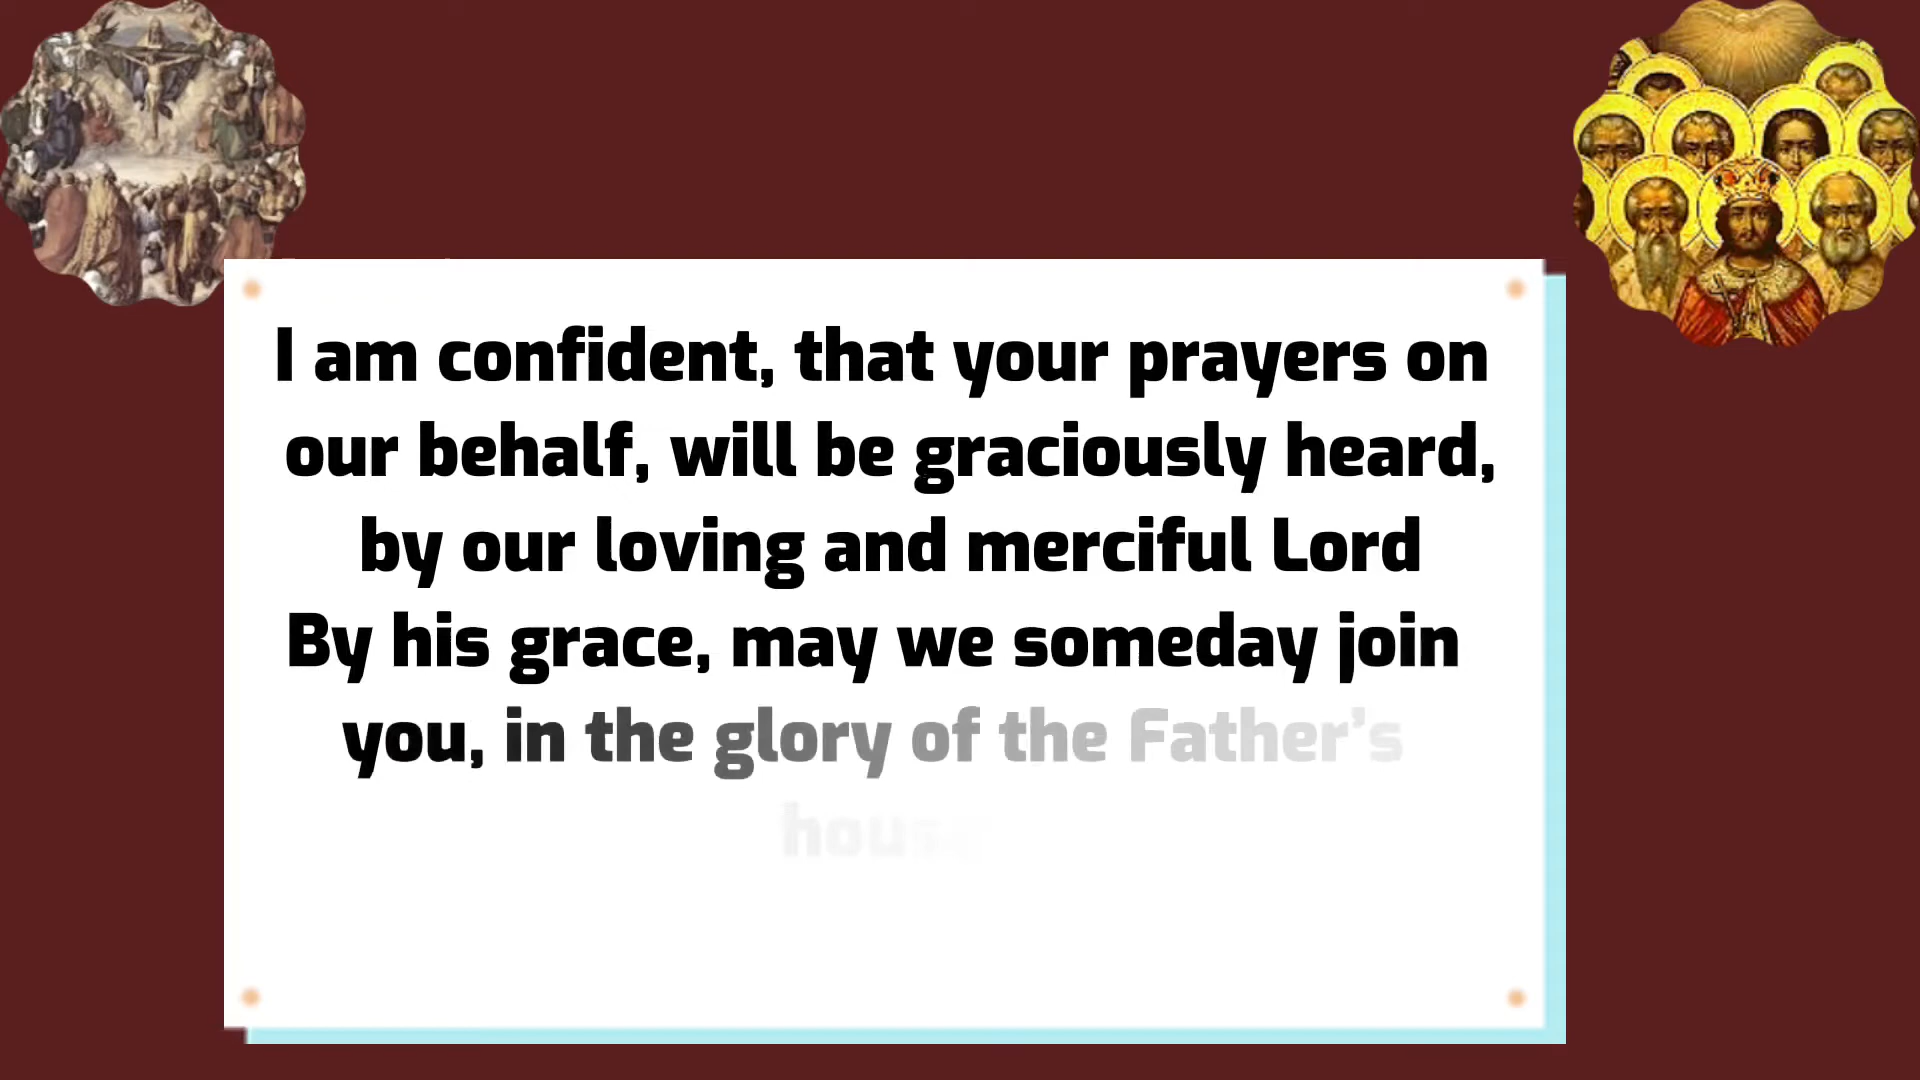 I am confident, that your prayers on
our behalf, will be graciously heard,
by our loving and merciful Lord
By his grace, may we someday join
you, in the glory of the Father's
house